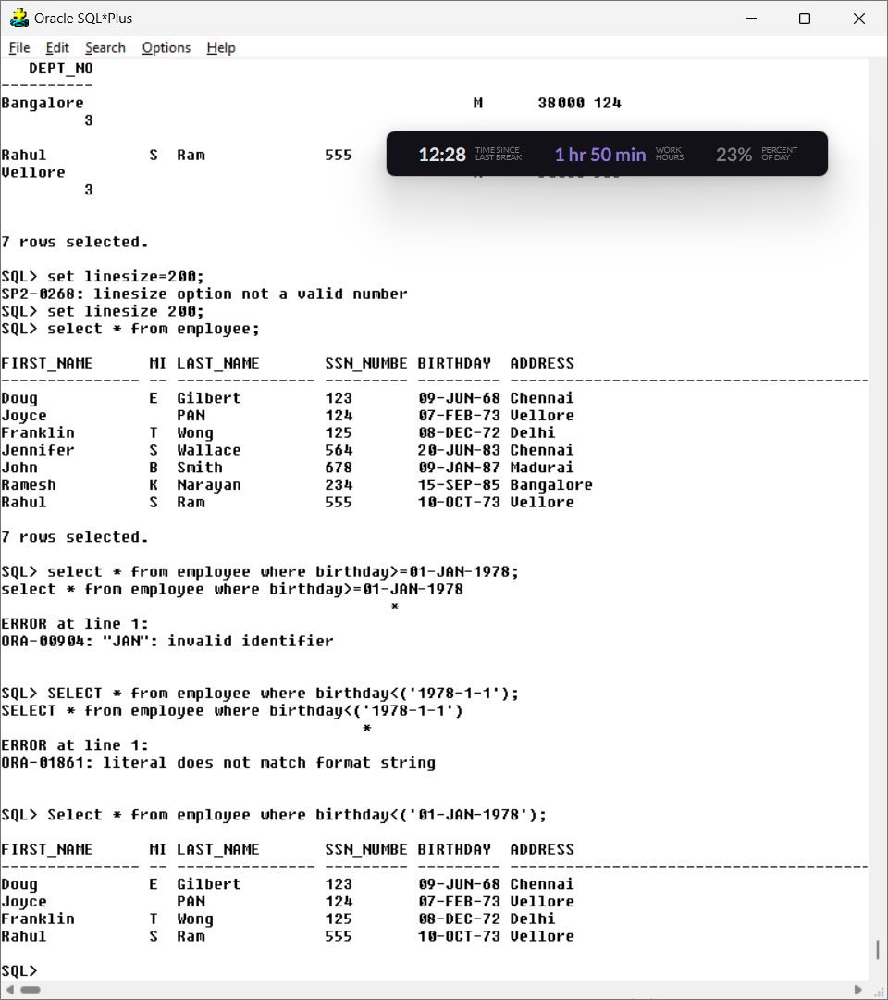 Oracle SQL*Plus
File Edit Search Options Help
DEPT_NO
----------
Bangalore M 38000 124
3
Rahul S Ram 555
Vellore
3
12:28 TIME SINCE LAST BREAK 1 hr 50 min WORK HOURS 23% PERCENT OF DAY
7 rows selected.
SQL> set linesize=200;
SP2-0268: linesize option not a valid number
SQL> set linesize 200;
SQL> select * from employee;
FIRST_NAME MI LAST_NAME SSN_NUMBE BIRTHDAY ADDRESS
--------------- -- --------------- --------- --------- ---------------------------------------
Doug E Gilbert 123 09-JUN-68 Chennai
Joyce PAN 124 07-FEB-73 Vellore
Franklin T Wong 125 08-DEC-72 Delhi
Jennifer S Wallace 564 20-JUN-83 Chennai
John B Smith 678 09-JAN-87 Madurai
Ramesh K Narayan 234 15-SEP-85 Bangalore
Rahul S Ram 555 10-OCT-73 Vellore
7 rows selected.
SQL> select * from employee where birthday>=01-JAN-1978;
select * from employee where birthday>=01-JAN-1978
*
ERROR at line 1:
ORA-00904: "JAN": invalid identifier
SQL> SELECT * from employee where birthday<('1978-1-1');
SELECT * from employee where birthday<('1978-1-1')
*
ERROR at line 1:
ORA-01861: literal does not match format string
SQL> Select * from employee where birthday<('01-JAN-1978');
FIRST_NAME MI LAST_NAME SSN_NUMBE BIRTHDAY ADDRESS
--------------- -- --------------- --------- --------- ---------------------------------------
Doug E Gilbert 123 09-JUN-68 Chennai
Joyce PAN 124 07-FEB-73 Vellore
Franklin T Wong 125 08-DEC-72 Delhi
Rahul S Ram 555 10-OCT-73 Vellore
SQL>